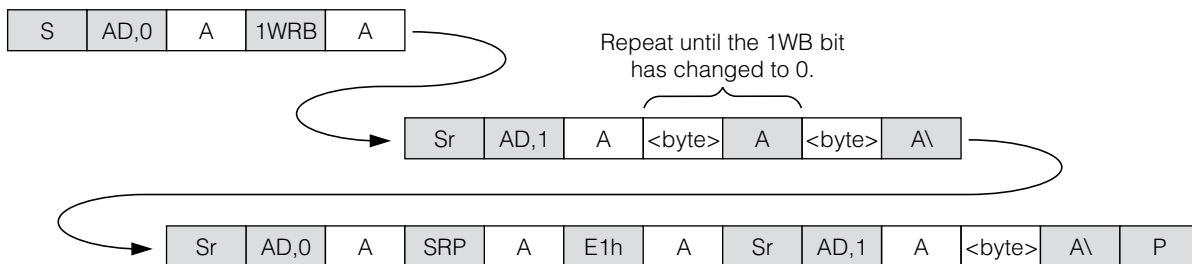 S AD,0 A 1WRB A
Repeat until the 1WB bit
has changed to 0.
Sr AD,1 A <byte> A <byte> A\
Sr AD,0 A SRP A E1h A Sr AD,1 A <byte> A\ P